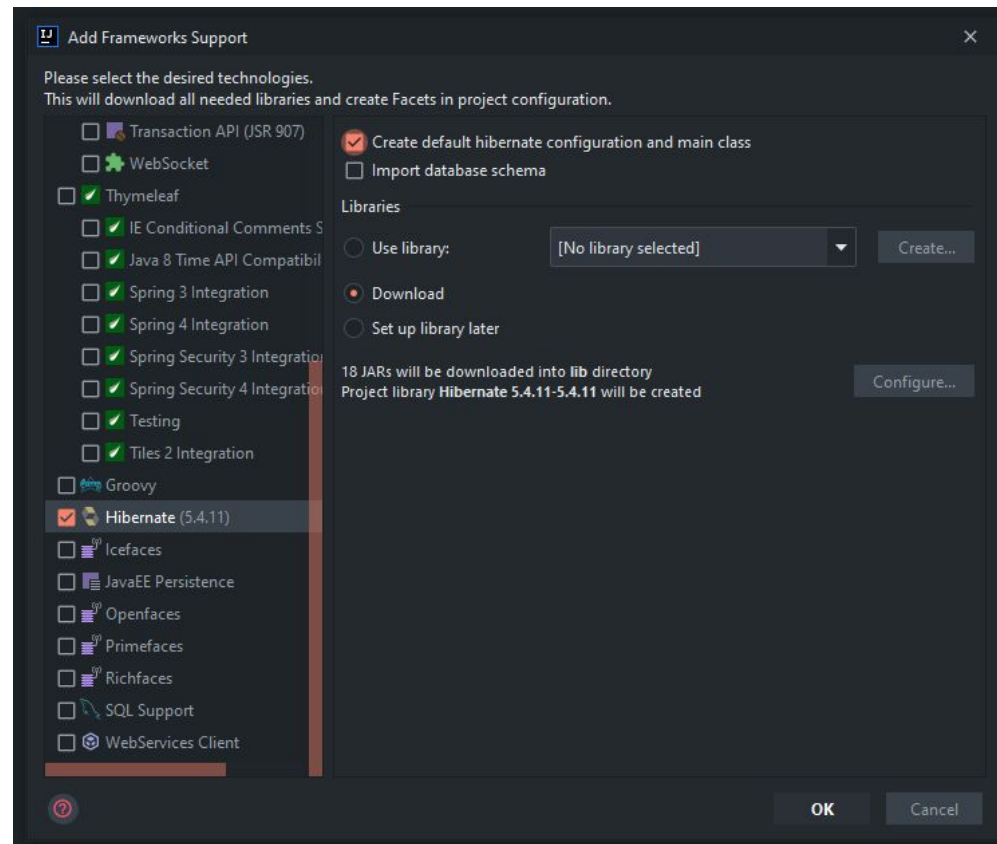 Add Frameworks Support
Please select the desired technologies.
This will download all needed libraries and create Facets in project configuration.
Transaction API (JSR 907)
WebSocket
Thymeleaf
IE Conditional Comments S
Java 8 Time API Compatibil
Spring 3 Integration
Spring 4 Integration
Spring Security 3 Integration
Spring Security 4 Integration
Testing
Tiles 2 Integration
Groovy
Hibernate (5.4.11)
Icefaces
JavaEE Persistence
Openfaces
Primefaces
Richfaces
SQL Support
WebServices Client
Create default hibernate configuration and main class
Import database schema
Libraries
Use library: [No library selected] Create...
Download
Set up library later
18 JARs will be downloaded into lib directory
Project library Hibernate 5.4.11-5.4.11 will be created
Configure...
OK Cancel